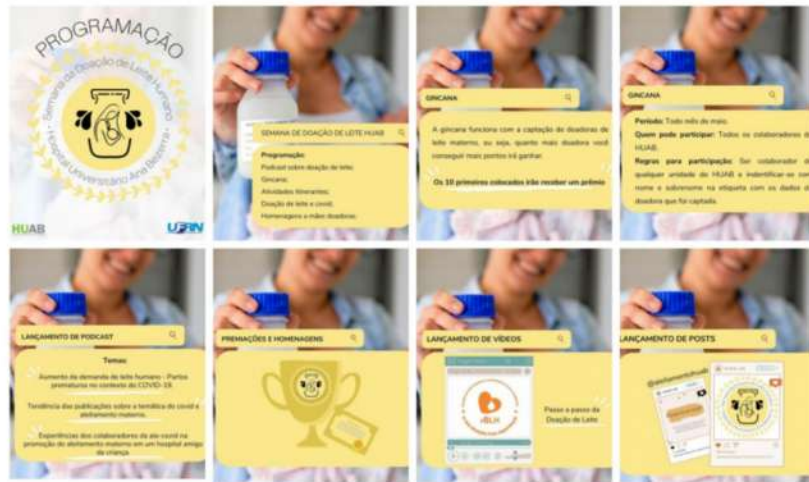 PROGRAMAÇÃO
Semana da Doação de Leite Humano
Hospital Universitário Ana Bezerra
HUAB
UFRN
SEMANA DE DOAÇÃO DE LEITE HUAB
Programação:
Podcast sobre doação de leite;
Gincana;
Atividades itinerantes;
Doação de leite e covid;
Homenagens a mães doadoras;
GINCANA
A gincana funciona com a captação de doadoras de
leite materno, ou seja, quanto mais doadora você
conseguir mais pontos irá ganhar.
Os 10 primeiros colocados irão receber um prêmio
GINCANA
Período: Todo mês de maio.
Quem pode participar: Todos os colaboradores do
HUAB.
Regras para participação: Ser colaborador de
qualquer unidade do HUAB e indentificar-se com
nome e sobrenome na etiqueta com os dados da
doadora que foi captada.
LANÇAMENTO DE PODCAST
Temas:
Aumento da demanda de leite humano - Partos
prematuros no contexto do COVID-19.
Tendência das publicações sobre a temática do covid e
aleitamento materno.
Experiências dos colaboradores da ala covid na
promoção do aleitamento materno em um hospital amigo
da criança
PREMIAÇÕES E HOMENAGENS
LANÇAMENTO DE VÍDEOS
rBLH
Passo a passo da
Doação de Leite
LANÇAMENTO DE POSTS